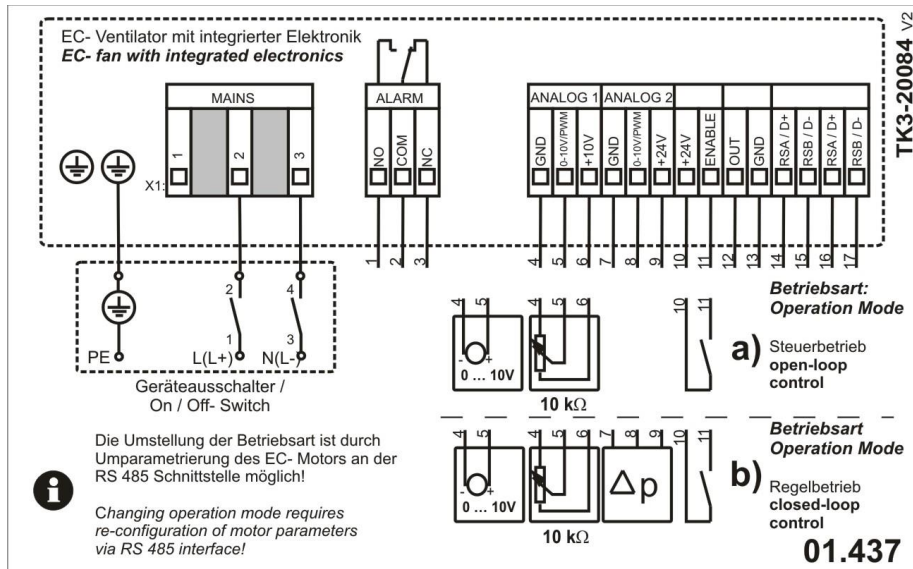 EC- Ventilator mit integrierter Elektronik
EC- fan with integrated electronics
TK3-20084 V2
MAINS
ALARM
ANALOG 1 ANALOG 2
1 2 3
NO COM NC
GND 0-10V/PWM +10V GND 0-10V/PWM +24V +24V ENABLE OUT GND RSA / D+ RSB / D- RSA / D+ RSB / D-
X1:
1 2 3
4 5 6 7 8 9 10 11 12 13 14 15 16 17
2 4
1 3
PE L(L+) N(L-)
Geräteausschalter /
On / Off- Switch
4 5 4 5 6 10 11
- +
0 ... 10V
10 kΩ
Betriebsart:
Operation Mode
a) Steuerbetrieb
open-loop
control
4 5 4 5 6 7 8 9 10 11
- +
0 ... 10V
Δp
10 kΩ
Betriebsart
Operation Mode
b) Regelbetrieb
closed-loop
control
i
Die Umstellung der Betriebsart ist durch
Umparametrierung des EC- Motors an der
RS 485 Schnittstelle möglich!
Changing operation mode requires
re-configuration of motor parameters
via RS 485 interface!
01.437